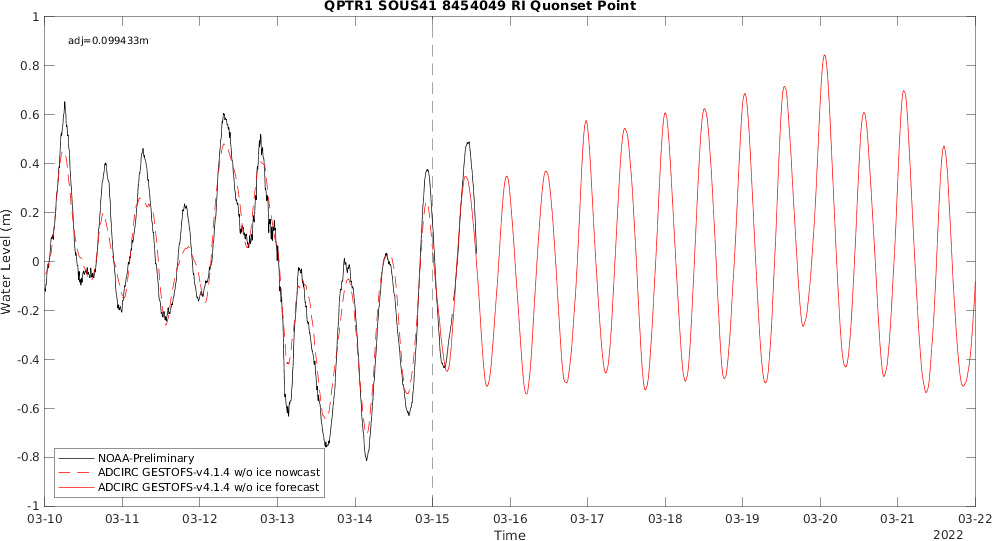 QPTR1 SOUS41 8454049 RI Quonset Point
adj=0.099433m
1
0.8
0.6
0.4
0.2
0
-0.2
-0.4
-0.6
-0.8
-1
Water Level (m)
NOAA-Preliminary
ADCIRC GESTOFS-v4.1.4 w/o ice nowcast
ADCIRC GESTOFS-v4.1.4 w/o ice forecast
03-10 03-11 03-12 03-13 03-14 03-15 03-16 03-17 03-18 03-19 03-20 03-21 03-22
Time
2022